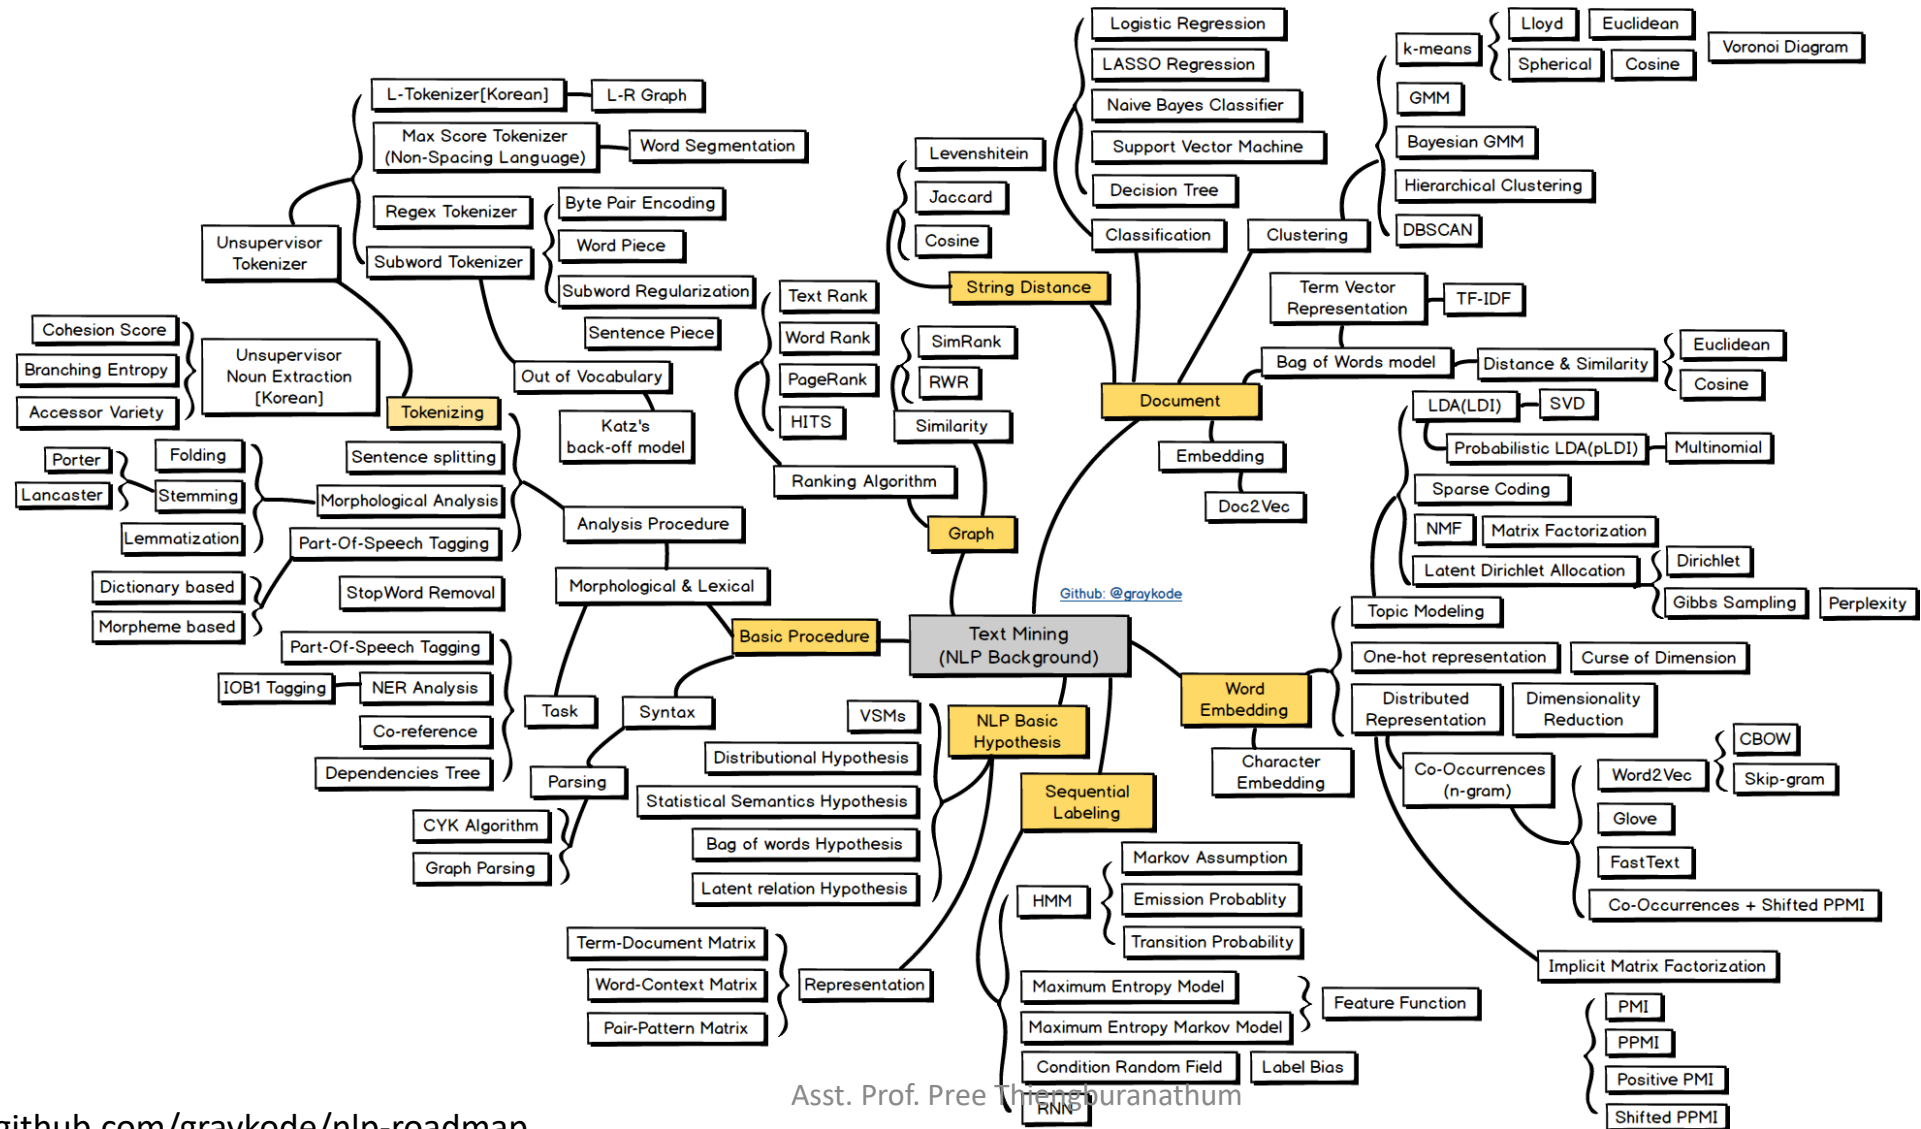 Logistic Regression
LASSO Regression
Naive Bayes Classifier
Support Vector Machine
Decision Tree
Classification
k-means
Lloyd
Euclidean
Spherical
Cosine
Voronoi Diagram
GMM
Bayesian GMM
Hierarchical Clustering
DBSCAN
Clustering
L-Tokenizer[Korean]
L-R Graph
Max Score Tokenizer
(Non-Spacing Language)
Word Segmentation
Regex Tokenizer
Subword Tokenizer
Byte Pair Encoding
Word Piece
Subword Regularization
Sentence Piece
Unsupervisor
Tokenizer
Out of Vocabulary
Katz's
back-off model
Cohesion Score
Branching Entropy
Accessor Variety
Unsupervisor
Noun Extraction
[Korean]
Tokenizing
Levenshitein
Jaccard
Cosine
String Distance
Text Rank
Word Rank
PageRank
HITS
Ranking Algorithm
SimRank
RWR
Similarity
Graph
Term Vector
Representation
TF-IDF
Bag of Words model
Distance & Similarity
Euclidean
Cosine
Document
Embedding
Doc2Vec
LDA(LDI)
SVD
Probabilistic LDA(pLDI)
Multinomial
Sparse Coding
NMF
Matrix Factorization
Latent Dirichlet Allocation
Dirichlet
Gibbs Sampling
Perplexity
Topic Modeling
Porter
Lancaster
Folding
Stemming
Lemmatization
Sentence splitting
Morphological Analysis
Part-Of-Speech Tagging
StopWord Removal
Dictionary based
Morpheme based
Analysis Procedure
Morphological & Lexical
Basic Procedure
Text Mining
(NLP Background)
Github: @graykode
Part-Of-Speech Tagging
IOB1 Tagging
NER Analysis
Co-reference
Dependencies Tree
Task
Syntax
Parsing
CYK Algorithm
Graph Parsing
VSMs
Distributional Hypothesis
Statistical Semantics Hypothesis
Bag of words Hypothesis
Latent relation Hypothesis
NLP Basic
Hypothesis
Term-Document Matrix
Word-Context Matrix
Pair-Pattern Matrix
Representation
Sequential
Labeling
HMM
Markov Assumption
Emission Probablity
Transition Probability
Maximum Entropy Model
Maximum Entropy Markov Model
Feature Function
Condition Random Field
Label Bias
RNN
Word
Embedding
Character
Embedding
One-hot representation
Curse of Dimension
Distributed
Representation
Dimensionality
Reduction
Co-Occurrences
(n-gram)
Word2Vec
CBOW
Skip-gram
Glove
FastText
Co-Occurrences + Shifted PPMI
Implicit Matrix Factorization
PMI
PPMI
Positive PMI
Shifted PPMI
Asst. Prof. Pree Thiengburanathum
github.com/graykode/nlp-roadmap